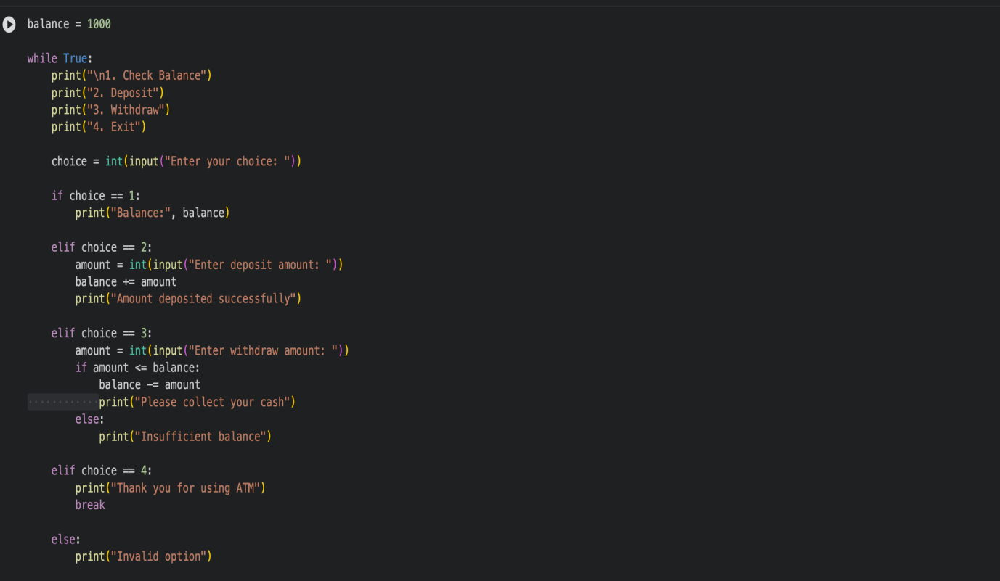 balance = 1000
while True:
    print("\n1. Check Balance")
    print("2. Deposit")
    print("3. Withdraw")
    print("4. Exit")
    choice = int(input("Enter your choice: "))
    if choice == 1:
        print("Balance:", balance)
    elif choice == 2:
        amount = int(input("Enter deposit amount: "))
        balance += amount
        print("Amount deposited successfully")
    elif choice == 3:
        amount = int(input("Enter withdraw amount: "))
        if amount <= balance:
            balance -= amount
            print("Please collect your cash")
        else:
            print("Insufficient balance")
    elif choice == 4:
        print("Thank you for using ATM")
        break
    else:
        print("Invalid option")